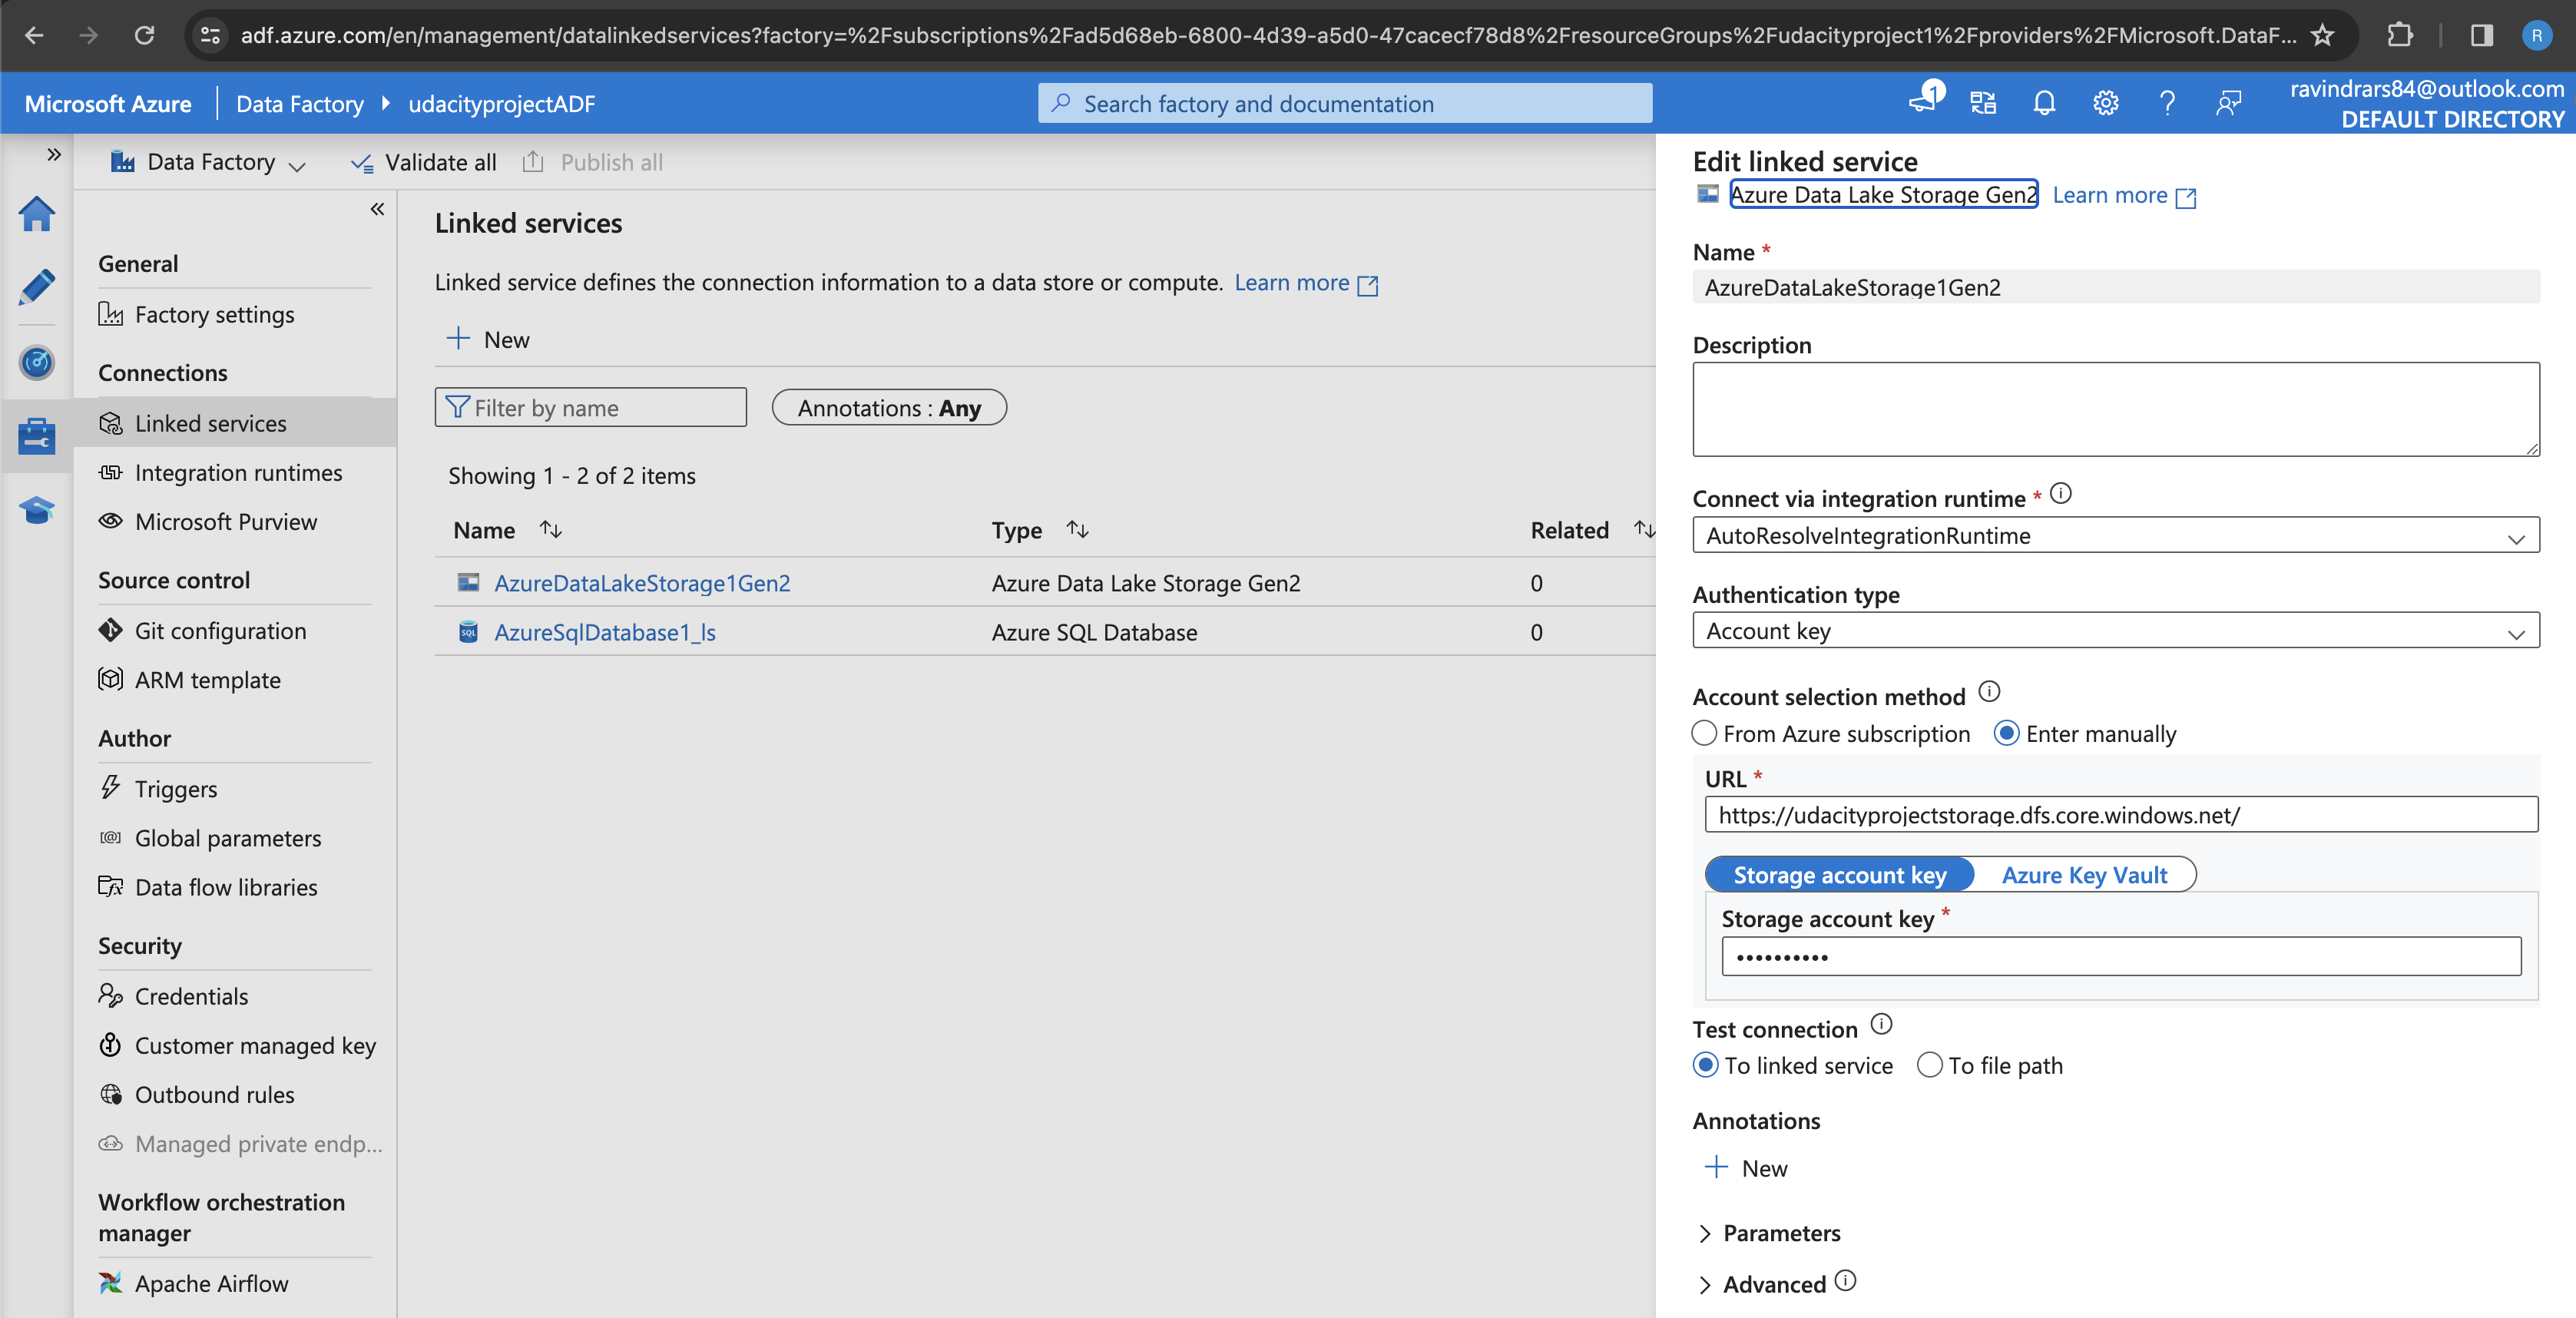 adf.azure.com/en/management/datalinkedservices?factory=%2Fsubscriptions%2Fad5d68eb-6800-4d39-a5d0-47cacecf78d8%2FresourceGroups%2Fudacityproject1%2Fproviders%2FMicrosoft.DataF...
R
Microsoft Azure
Data Factory
udacityprojectADF
Search factory and documentation
1
ravindrars84@outlook.com
DEFAULT DIRECTORY
Data Factory
Validate all
Publish all
General
Factory settings
Connections
Linked services
Integration runtimes
Microsoft Purview
Source control
Git configuration
ARM template
Author
Triggers
Global parameters
Data flow libraries
Security
Credentials
Customer managed key
Outbound rules
Managed private endp...
Workflow orchestration
manager
Apache Airflow
Linked services
Linked service defines the connection information to a data store or compute. Learn more
New
Filter by name
Annotations : Any
Showing 1 - 2 of 2 items
Name Type Related
AzureDataLakeStorage1Gen2 Azure Data Lake Storage Gen2 0
SQL AzureSqlDatabase1_ls Azure SQL Database 0
Edit linked service
Azure Data Lake Storage Gen2 Learn more
Name *
AzureDataLakeStorage1Gen2
Description
Connect via integration runtime *
AutoResolveIntegrationRuntime
Authentication type
Account key
Account selection method
From Azure subscription Enter manually
URL *
https://udacityprojectstorage.dfs.core.windows.net/
Storage account key Azure Key Vault
Storage account key *
••••••••••
Test connection
To linked service To file path
Annotations
New
Parameters
Advanced